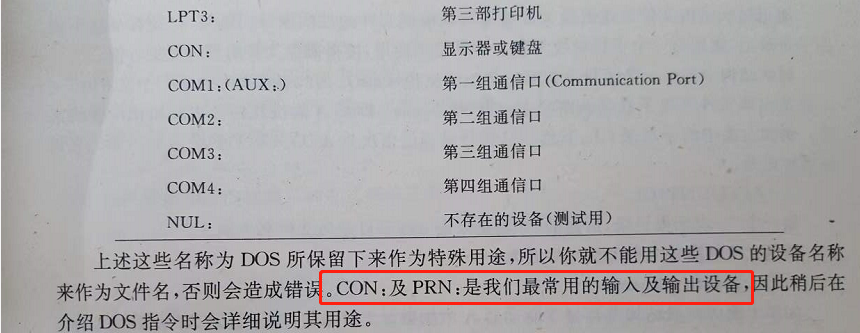 LPT3: 第三部打印机
CON: 显示器或键盘
COM1:(AUX:) 第一组通信口(Communication Port)
COM2: 第二组通信口
COM3: 第三组通信口
COM4: 第四组通信口
NUL: 不存在的设备(测试用)
上述这些名称为 DOS 所保留下来作为特殊用途,所以你就不能用这些 DOS 的设备名称
来作为文件名,否则会造成错误。CON:及 PRN:是我们最常用的输入及输出设备,因此稍后在
介绍 DOS 指令时会详细说明其用途。